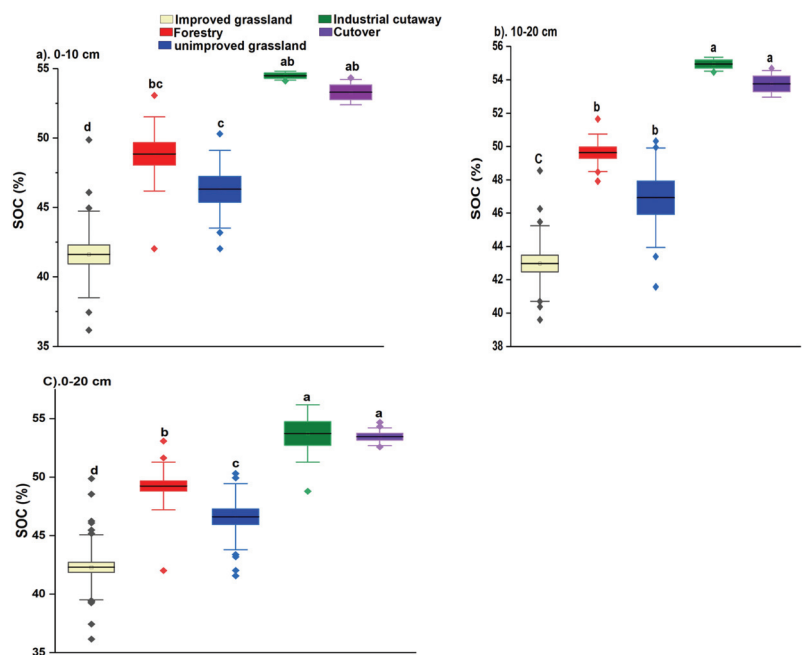 Improved grassland
Industrial cutaway
Forestry
Cutover
unimproved grassland
a). 0-10 cm
55
50
45
40
35
SOC (%)
d
bc
c
ab
ab
b). 10-20 cm
56
54
52
50
48
46
44
42
40
38
SOC (%)
C
b
b
a
a
C).0-20 cm
55
50
45
40
35
SOC (%)
d
b
c
a
a